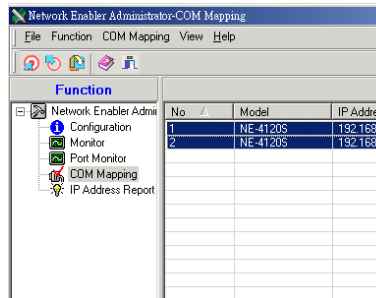 Network Enabler Administrator-COM Mapping
File Function COM Mapping View Help
Function
Network Enabler Admi
Configuration
Monitor
Port Monitor
COM Mapping
IP Address Report
No Model IP Addre
1 NE-4120S 192.168
2 NE-4120S 192.168